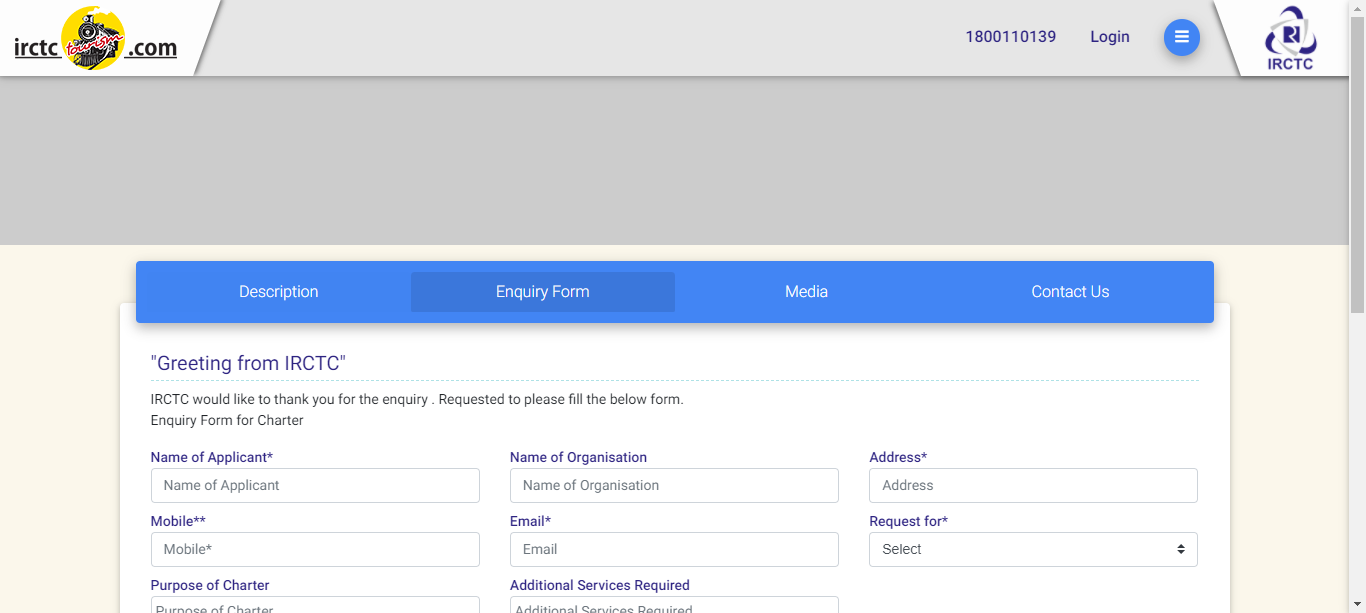 irctc tourism .com
1800110139 Login
IRCTC
Description Enquiry Form Media Contact Us
"Greeting from IRCTC"
IRCTC would like to thank you for the enquiry . Requested to please fill the below form.
Enquiry Form for Charter
Name of Applicant* Name of Organisation Address*
Name of Applicant Name of Organisation Address
Mobile** Email* Request for*
Mobile* Email Select
Purpose of Charter Additional Services Required
Purpose of Charter Additional Services Required